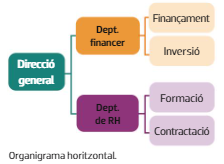 Direcció
general
Dept.
financer
Finançament
Inversió
Dept.
de RH
Formació
Contractació
Organigrama horitzontal.